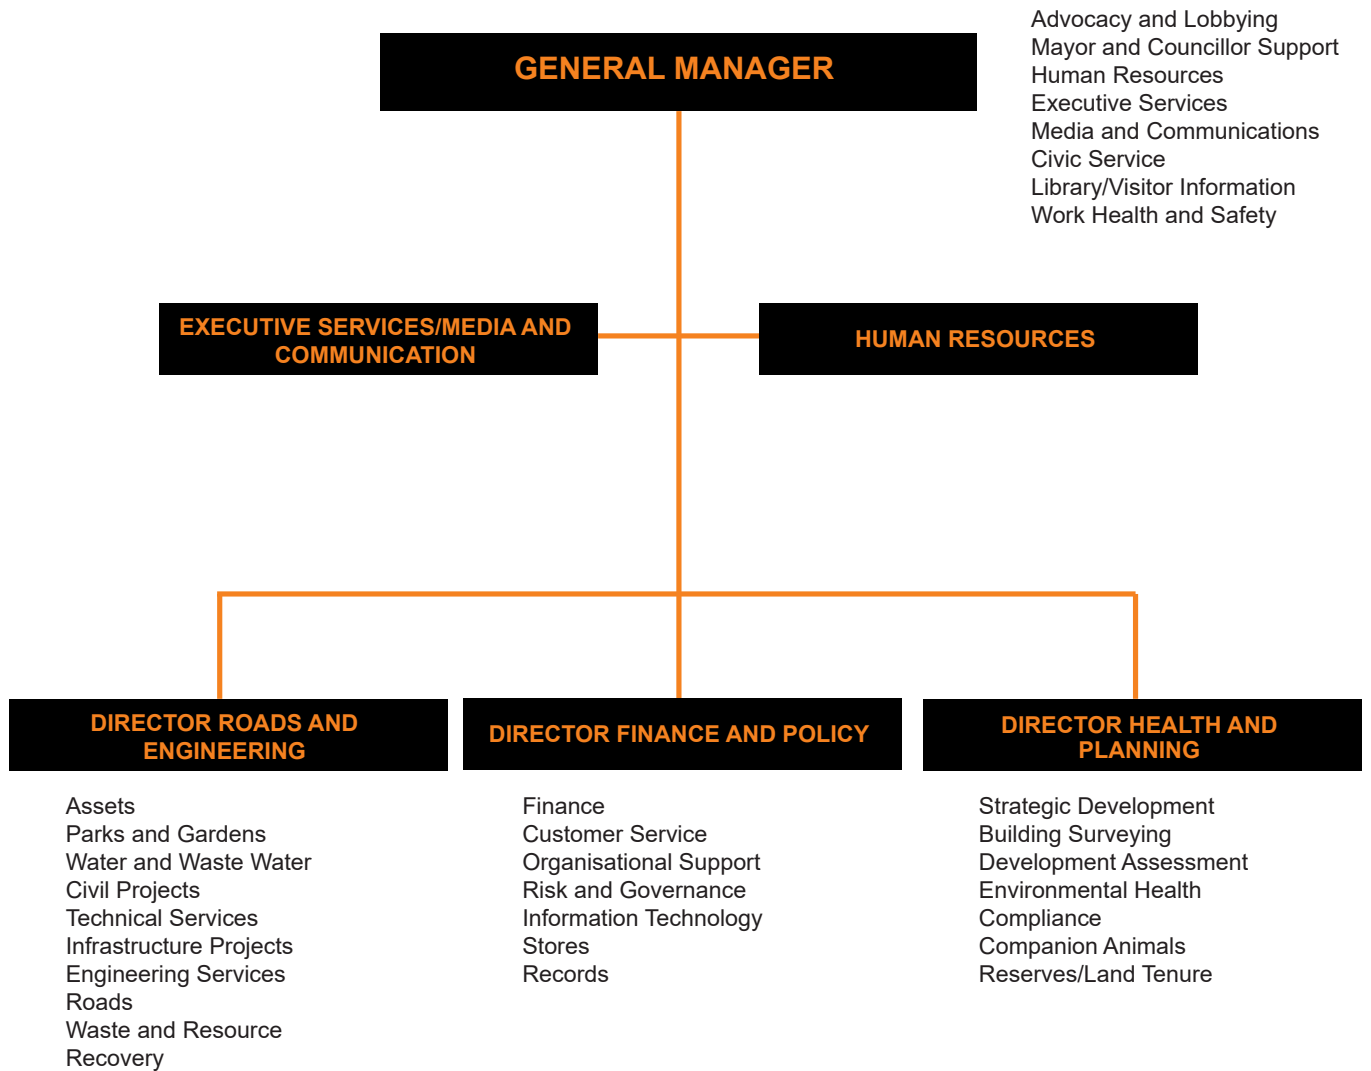 Advocacy and Lobbying
Mayor and Councillor Support
Human Resources
Executive Services
Media and Communications
Civic Service
Library/Visitor Information
Work Health and Safety
GENERAL MANAGER
EXECUTIVE SERVICES/MEDIA AND
COMMUNICATION
HUMAN RESOURCES
DIRECTOR ROADS AND
ENGINEERING
Assets
Parks and Gardens
Water and Waste Water
Civil Projects
Technical Services
Infrastructure Projects
Engineering Services
Roads
Waste and Resource
Recovery
DIRECTOR FINANCE AND POLICY
Finance
Customer Service
Organisational Support
Risk and Governance
Information Technology
Stores
Records
DIRECTOR HEALTH AND
PLANNING
Strategic Development
Building Surveying
Development Assessment
Environmental Health
Compliance
Companion Animals
Reserves/Land Tenure